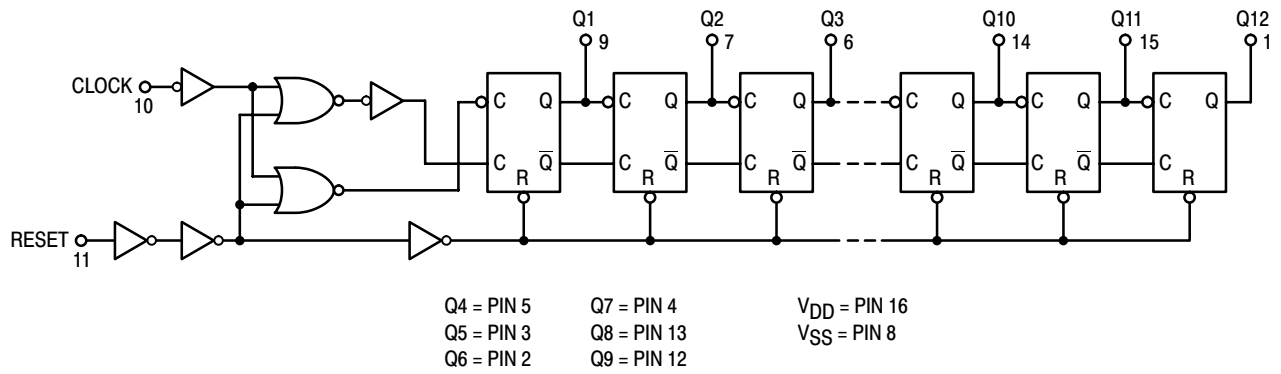 Q1 Q2 Q3 Q10 Q11 Q12
9 7 6 14 15 1
CLOCK
10
C Q C Q C Q C Q C Q C Q
C Q̅ C Q̅ C Q̅ C Q̅ C Q̅ C
R R R R R R
RESET
11
Q4 = PIN 5 Q7 = PIN 4 VDD = PIN 16
Q5 = PIN 3 Q8 = PIN 13 VSS = PIN 8
Q6 = PIN 2 Q9 = PIN 12